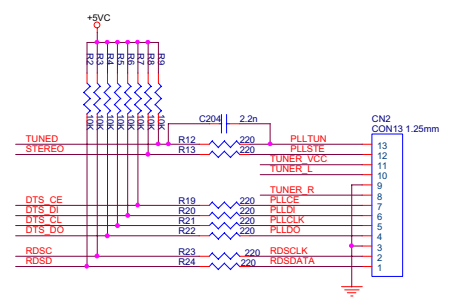 +5VC
R2 R3 R4 R5 R6 R7 R8 R9
10K 10K 10K 10K 10K 10K 10K 10K
C204 2.2n
CN2
CON13 1.25mm
TUNED R12 220 PLLTUN 13
STEREO R13 220 PLLSTE 12
TUNER_VCC 11
TUNER_L 10
9
TUNER_R 8
DTS_CE R19 220 PLLCE 7
DTS_DI R20 220 PLLDI 6
DTS_CL R21 220 PLLCLK 5
DTS_DO R22 220 PLLDO 4
3
RDSC R23 220 RDSCLK 2
RDSD R24 220 RDSDATA 1